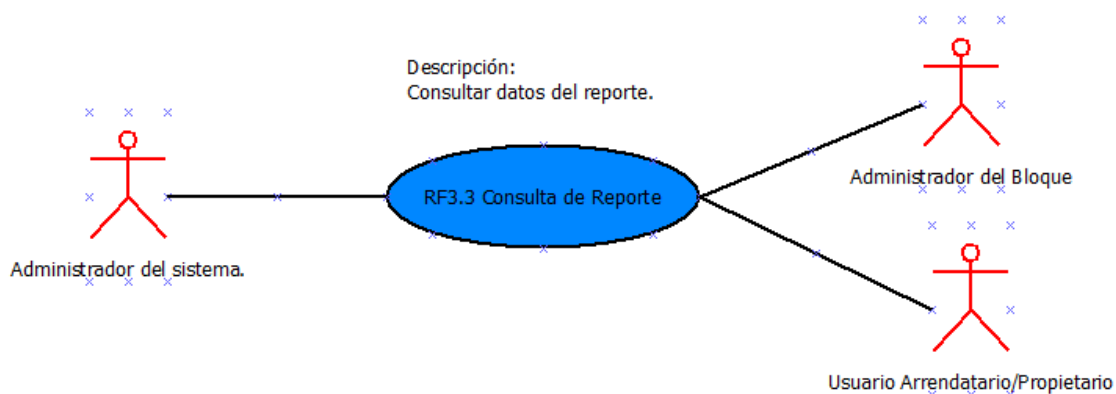 Descripción:
Consultar datos del reporte.
Administrador del Bloque
RF3.3 Consulta de Reporte
Administrador del sistema.
Usuario Arrendatario/Propietario